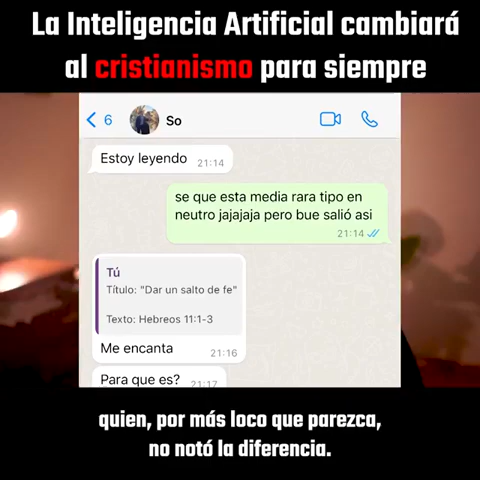 La Inteligencia Artificial cambiará
al cristianismo para siempre
6
So
Estoy leyendo
21:14
se que esta media rara tipo en
neutro jajajaja pero bue salió asi
21:14
Tú
Título: "Dar un salto de fe"
Texto: Hebreos 11:1-3
Me encanta
21:16
Para que es?
21:17
quien, por más loco que parezca,
no notó la diferencia.